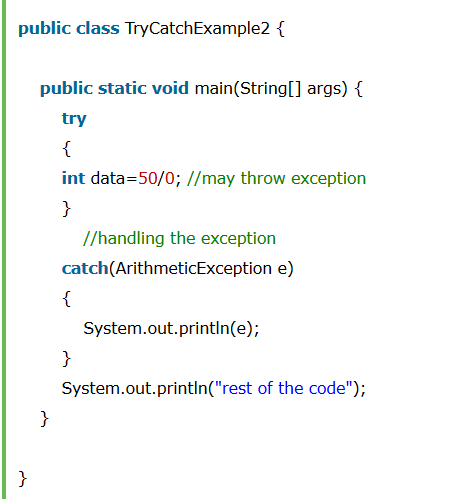 public class TryCatchExample2 {
public static void main(String[] args) {
try
{
int data=50/0; //may throw exception
}
//handling the exception
catch(ArithmeticException e)
{
System.out.println(e);
}
System.out.println("rest of the code");
}
}